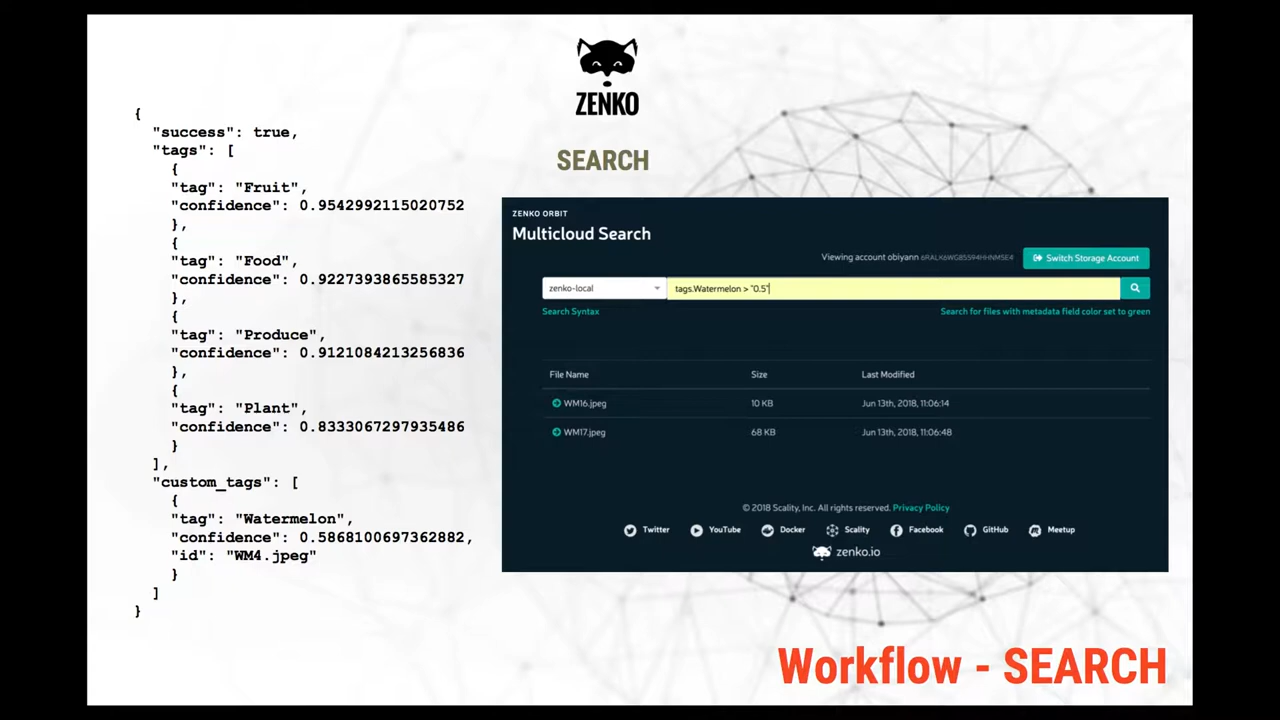 ZENKO
SEARCH
{
"success": true,
"tags": [
{
"tag": "Fruit",
"confidence": 0.9542992115020752
},
{
"tag": "Food",
"confidence": 0.9227393865585327
},
{
"tag": "Produce",
"confidence": 0.9121084213256836
},
{
"tag": "Plant",
"confidence": 0.8333067297935486
}
],
"custom_tags": [
{
"tag": "Watermelon",
"confidence": 0.5868100697362882,
"id": "WM4.jpeg"
}
]
}
ZENKO ORBIT
Multicloud Search
Viewing account obiyann
Switch Storage Account
zenko-local
tags.Watermelon > "0.5"
Search Syntax
Search for files with metadata field color set to green
File Name Size Last Modified
WM16.jpeg 10 KB Jun 13th, 2018, 11:06:14
WM17.jpeg 68 KB Jun 13th, 2018, 11:06:48
© 2018 Scality, Inc. All rights reserved. Privacy Policy
Twitter YouTube Docker Scality Facebook GitHub Meetup
zenko.io
Workflow - SEARCH